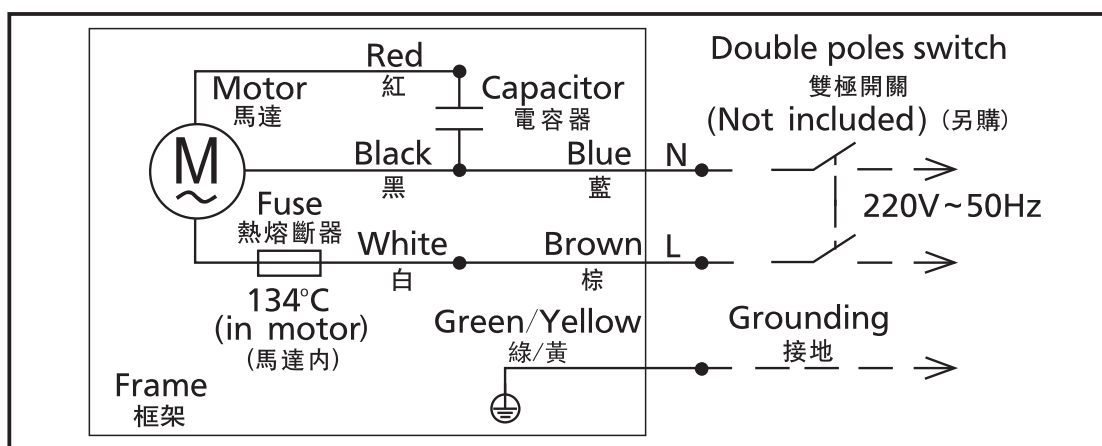 Red
紅
Motor
馬達
Capacitor
電容器
Double poles switch
雙極開關
(Not included) (另購)
M
Black
黑
Blue
藍
N
220V~50Hz
Fuse
熱熔斷器
White
白
Brown
棕
L
134°C
(in motor)
(馬達内)
Green/Yellow
綠/黃
Grounding
接地
Frame
框架